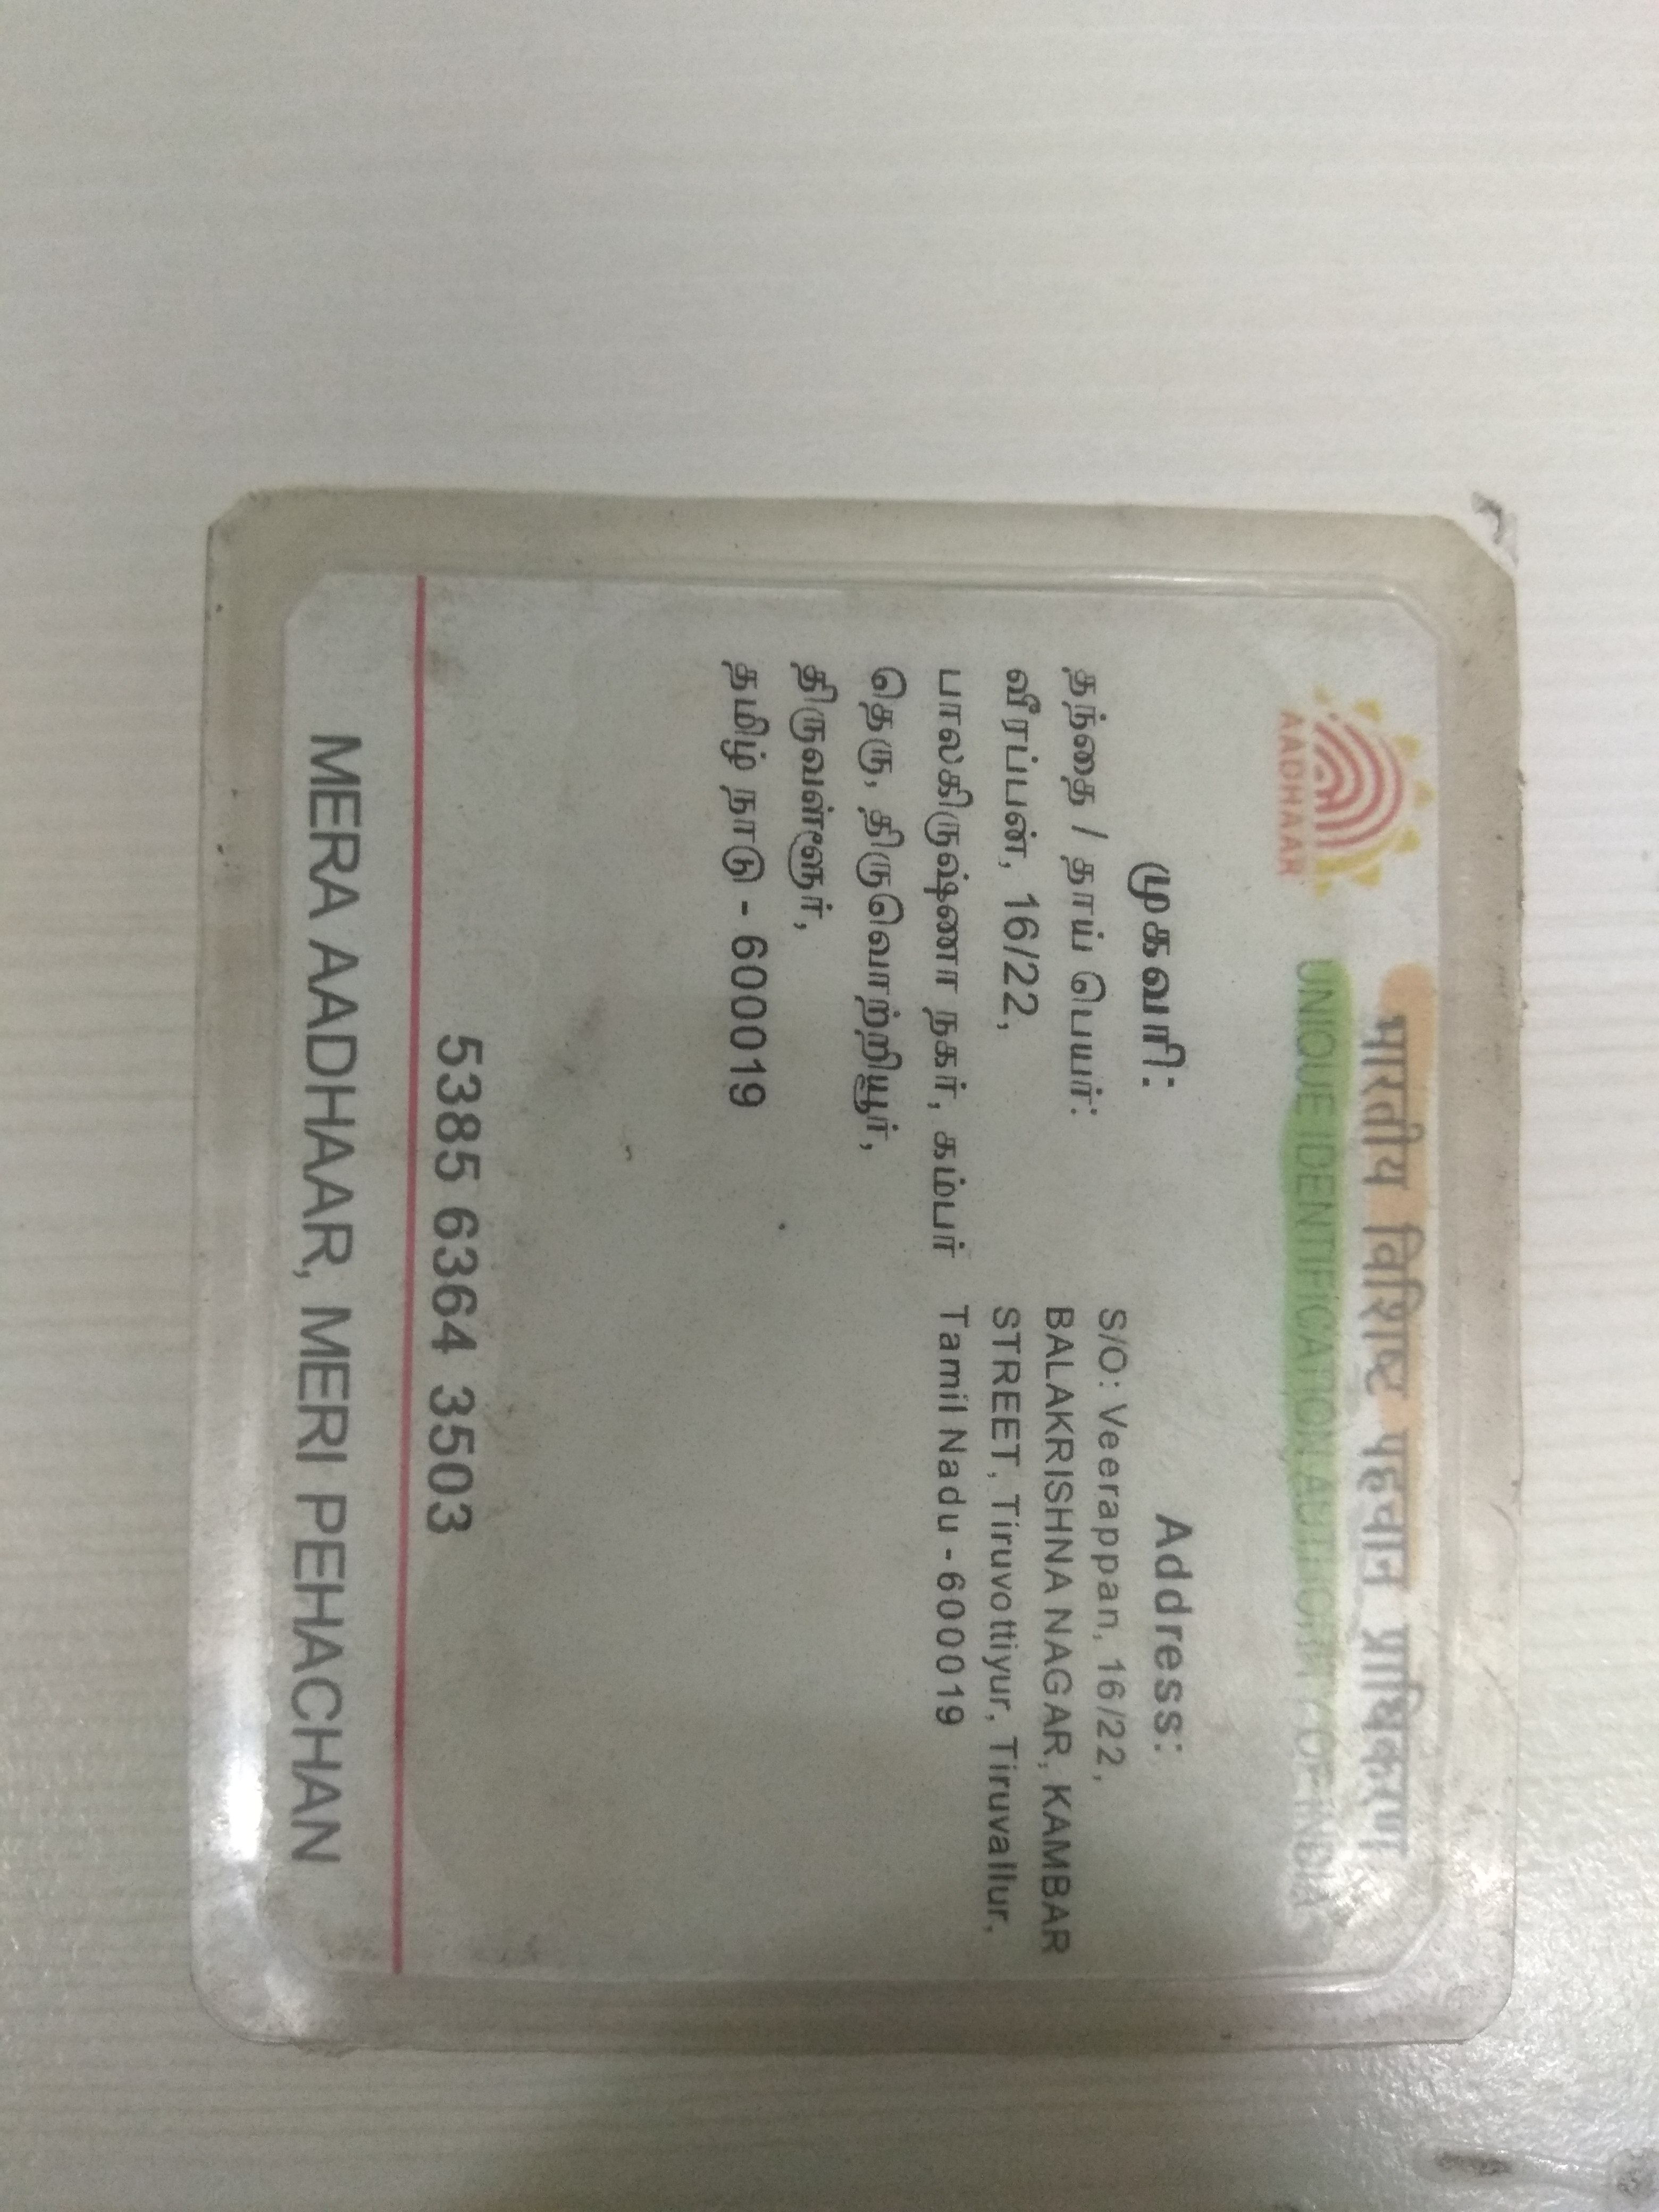 भारतीय विशिष्ट पहचान प्राधिकरण
UNIQUE IDENTIFICATION AUTHORITY OF INDIA
AADHAAR
முகவரி:
தந்தை / தாய் பெயர்:
வீரப்பன், 16/22,
பாலகிருஷ்ணா நகர், கம்பர்
தெரு, திருவொற்றியூர்,
திருவள்ளூர்,
தமிழ் நாடு - 600019
Address:
S/O: Veerappan, 16/22,
BALAKRISHNA NAGAR, KAMBAR
STREET, Tiruvottiyur, Tiruvallur,
Tamil Nadu - 600019
5385 6364 3503
MERA AADHAAR, MERI PEHACHAN